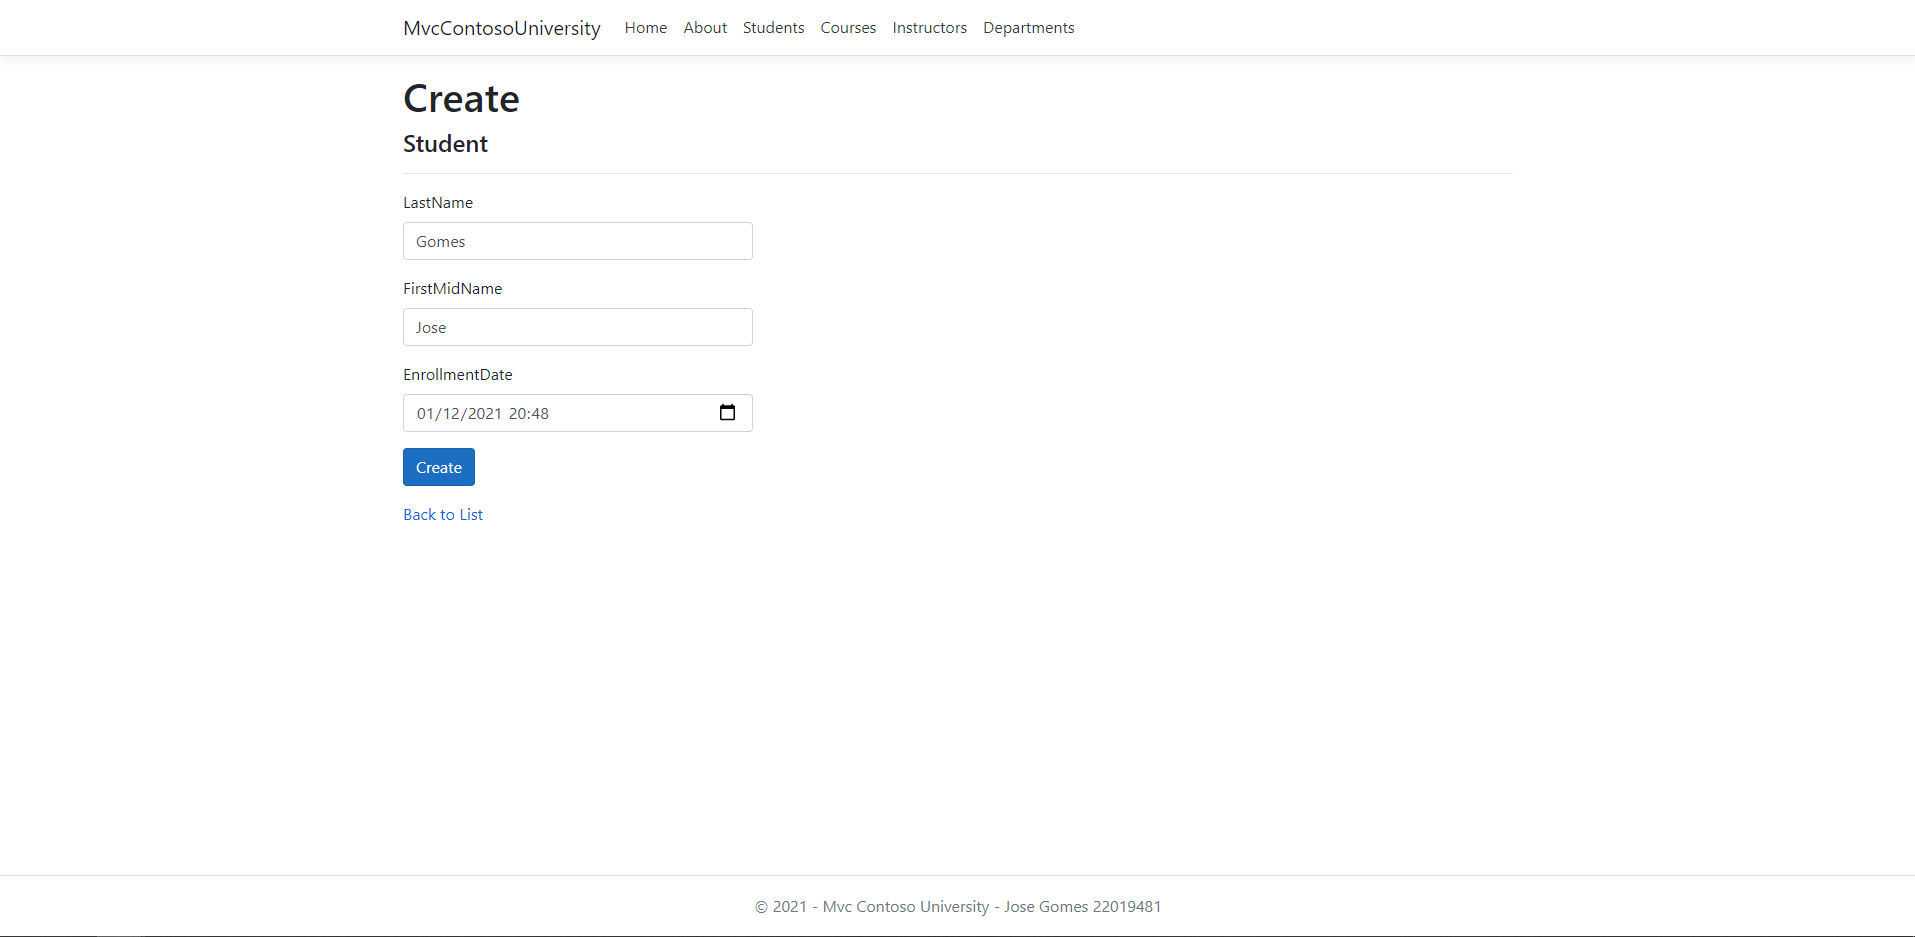 MvcContosoUniversity Home About Students Courses Instructors Departments
Create
Student
LastName
Gomes
FirstMidName
Jose
EnrollmentDate
01/12/2021 20:48
Create
Back to List
© 2021 - Mvc Contoso University - Jose Gomes 22019481